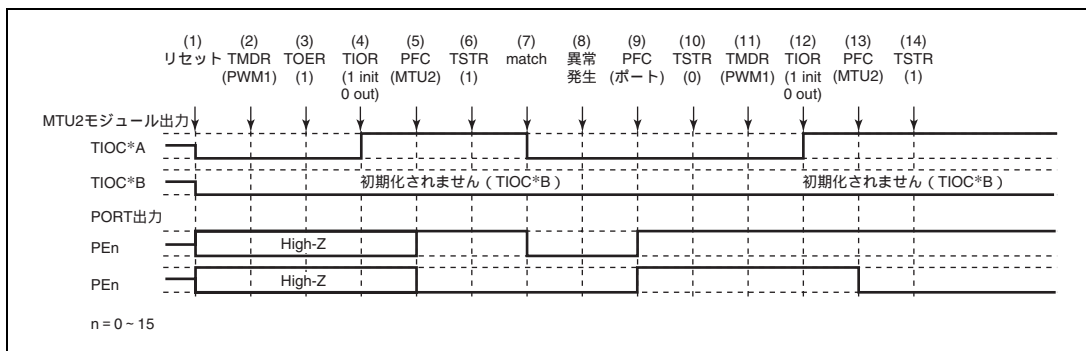 (1) (2) (3) (4) (5) (6) (7) (8) (9) (10) (11) (12) (13) (14)
リセット TMDR TOER TIOR PFC TSTR match 異常 PFC TSTR TMDR TIOR PFC TSTR
(PWM1) (1) (1 init (MTU2) (1) 発生 (ポート) (0) (PWM1) (1 init (MTU2) (1)
0 out) 0 out)
MTU2モジュール出力
TIOC*A
TIOC*B 初期化されません（TIOC*B） 初期化されません（TIOC*B）
PORT出力
PEn High-Z
PEn High-Z
n = 0 ~ 15